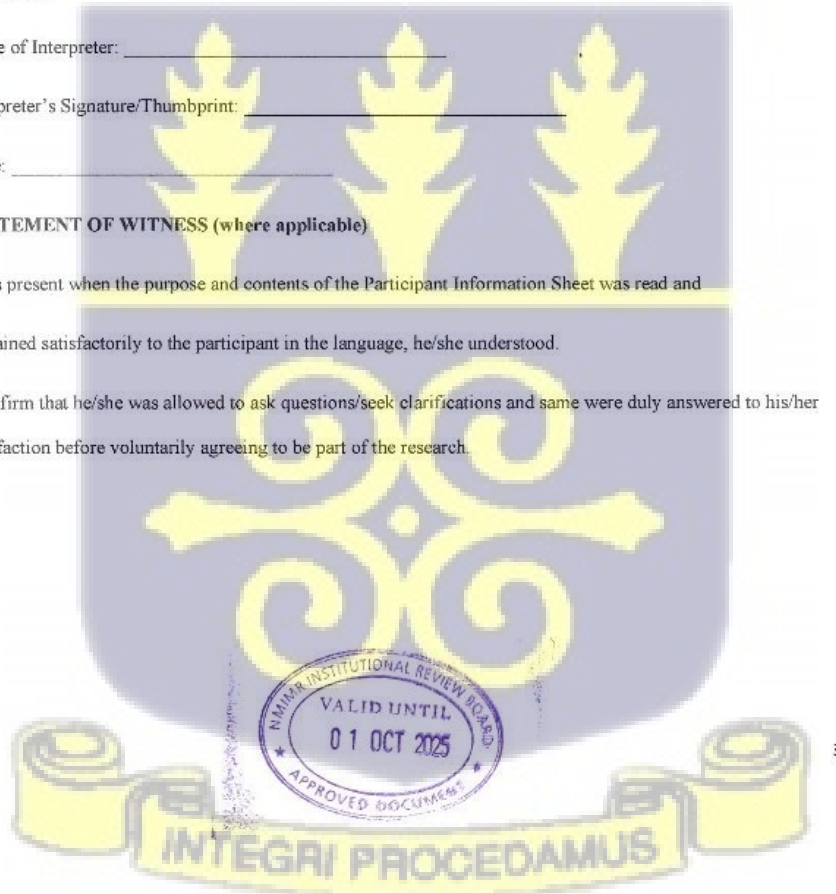 e of Interpreter:
preter's Signature/Thumbprint:
:
TEMENT OF WITNESS (where applicable)
s present when the purpose and contents of the Participant Information Sheet was read and
ained satisfactorily to the participant in the language, he/she understood.
firm that he/she was allowed to ask questions/seek clarifications and same were duly answered to his/her
faction before voluntarily agreeing to be part of the research.
NMIMR INSTITUTIONAL REVIEW BOARD
VALID UNTIL
01 OCT 2025
APPROVED DOCUMENT
INTEGRI PROCEDAMUS